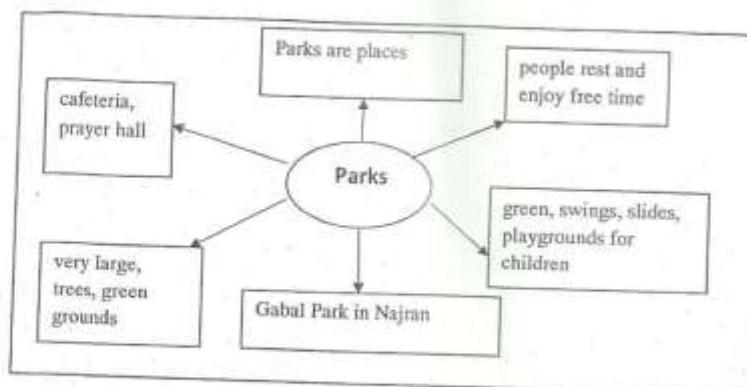 Parks are places
people rest and
enjoy free time
cafeteria,
prayer hall
Parks
green, swings, slides,
playgrounds for
children
very large,
trees, green
grounds
Gabal Park in Najran